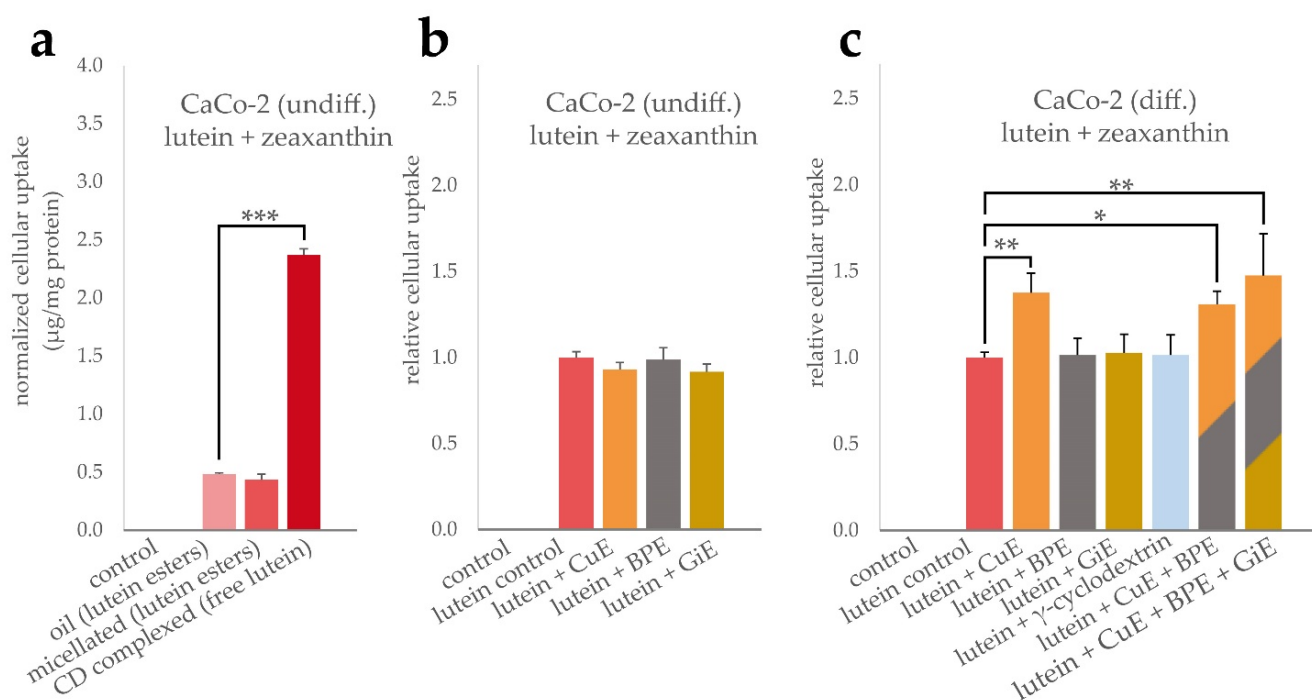 a
4.0
3.5
3.0
2.5
2.0
1.5
1.0
0.5
0.0
normalized cellular uptake
(µg/mg protein)
CaCo-2 (undiff.)
lutein + zeaxanthin
***
control
oil (lutein esters)
micellated (lutein esters)
CD complexed (free lutein)
b
2.5
2.0
1.5
1.0
0.5
0.0
relative cellular uptake
CaCo-2 (undiff.)
lutein + zeaxanthin
control
lutein control
lutein + CuE
lutein + BPE
lutein + GiE
c
2.5
2.0
1.5
1.0
0.5
0.0
relative cellular uptake
CaCo-2 (diff.)
lutein + zeaxanthin
**
*
**
control
lutein control
lutein + CuE
lutein + BPE
lutein + GiE
lutein + γ-cyclodextrin
lutein + CuE + BPE
lutein + CuE + BPE + GiE